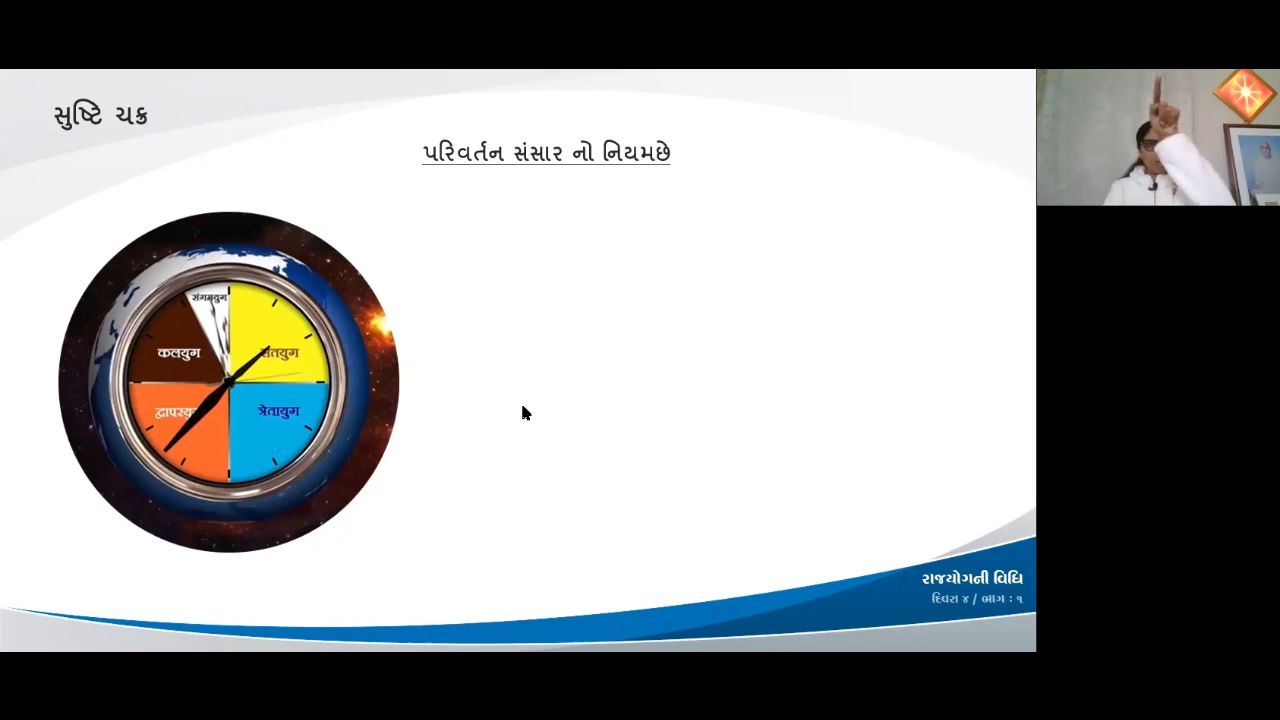 સુષ્ટિ ચક્ર
પરિવર્તન સંસાર નો નિયમછે
संगमयुग
कलयुग
सतयुग
द्वापरयु
त्रेतायुग
રાજયોગની વિધિ
દિવસ ૪ / ભાગ : ૧